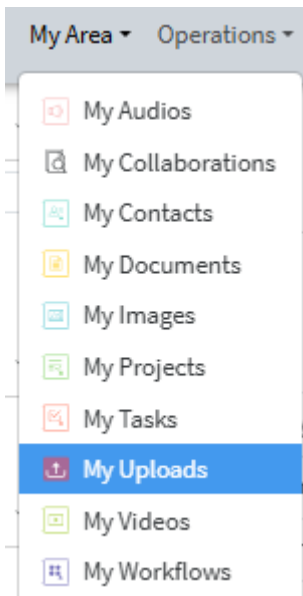 My Area Operations
My Audios
My Collaborations
My Contacts
My Documents
My Images
My Projects
My Tasks
My Uploads
My Videos
My Workflows